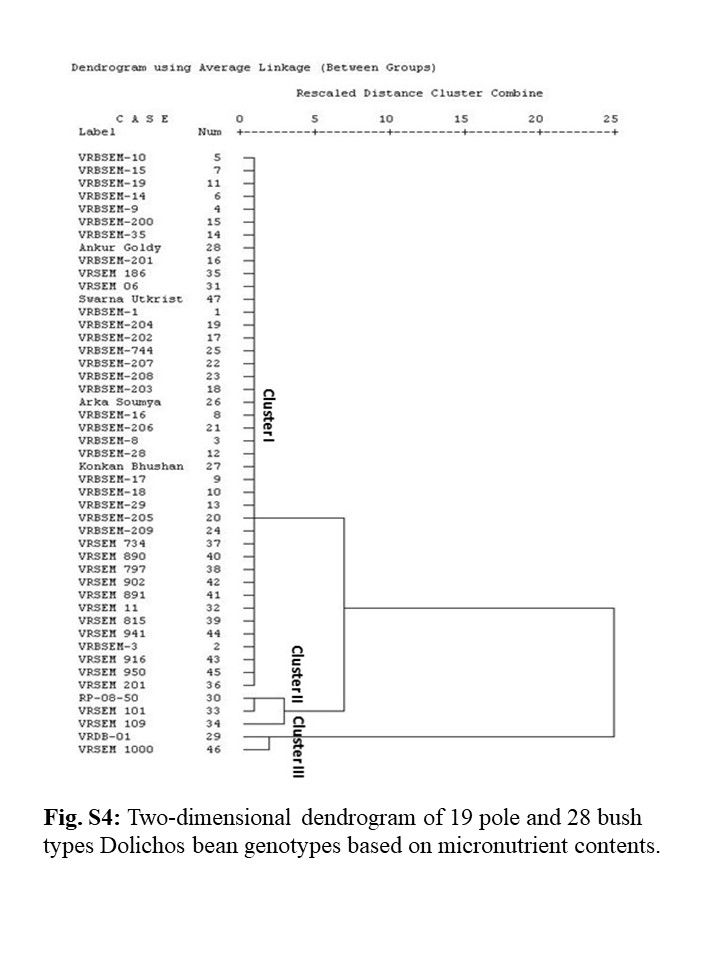 Dendrogram using Average Linkage (Between Groups)
Rescaled Distance Cluster Combine
C A S E 0 5 10 15 20 25
Label Num +---------+---------+---------+---------+---------+
VRBSEM-10 5
VRBSEM-15 7
VRBSEM-19 11
VRBSEM-14 6
VRBSEM-9 4
VRBSEM-200 15
VRBSEM-35 14
Ankur Goldy 28
VRBSEM-201 16
VRSEM 186 35
VRSEM 06 31
Swarna Utkrist 47
VRBSEM-1 1
VRBSEM-204 19
VRBSEM-202 17
VRBSEM-744 25
VRBSEM-207 22
VRBSEM-208 23
VRBSEM-203 18
Arka Soumya 26
VRBSEM-16 8
VRBSEM-206 21
VRBSEM-8 3
VRBSEM-28 12
Konkan Bhushan 27
VRBSEM-17 9
VRBSEM-18 10
VRBSEM-29 13
VRBSEM-205 20
VRBSEM-209 24
VRSEM 734 37
VRSEM 890 40
VRSEM 797 38
VRSEM 902 42
VRSEM 891 41
VRSEM 11 32
VRSEM 815 39
VRSEM 941 44
VRBSEM-3 2
VRSEM 916 43
VRSEM 950 45
VRSEM 201 36
RP-08-50 30
VRSEM 101 33
VRSEM 109 34
VRDB-01 29
VRSEM 1000 46
Cluster I
Cluster II
Cluster III
Fig. S4: Two-dimensional dendrogram of 19 pole and 28 bush
types Dolichos bean genotypes based on micronutrient contents.